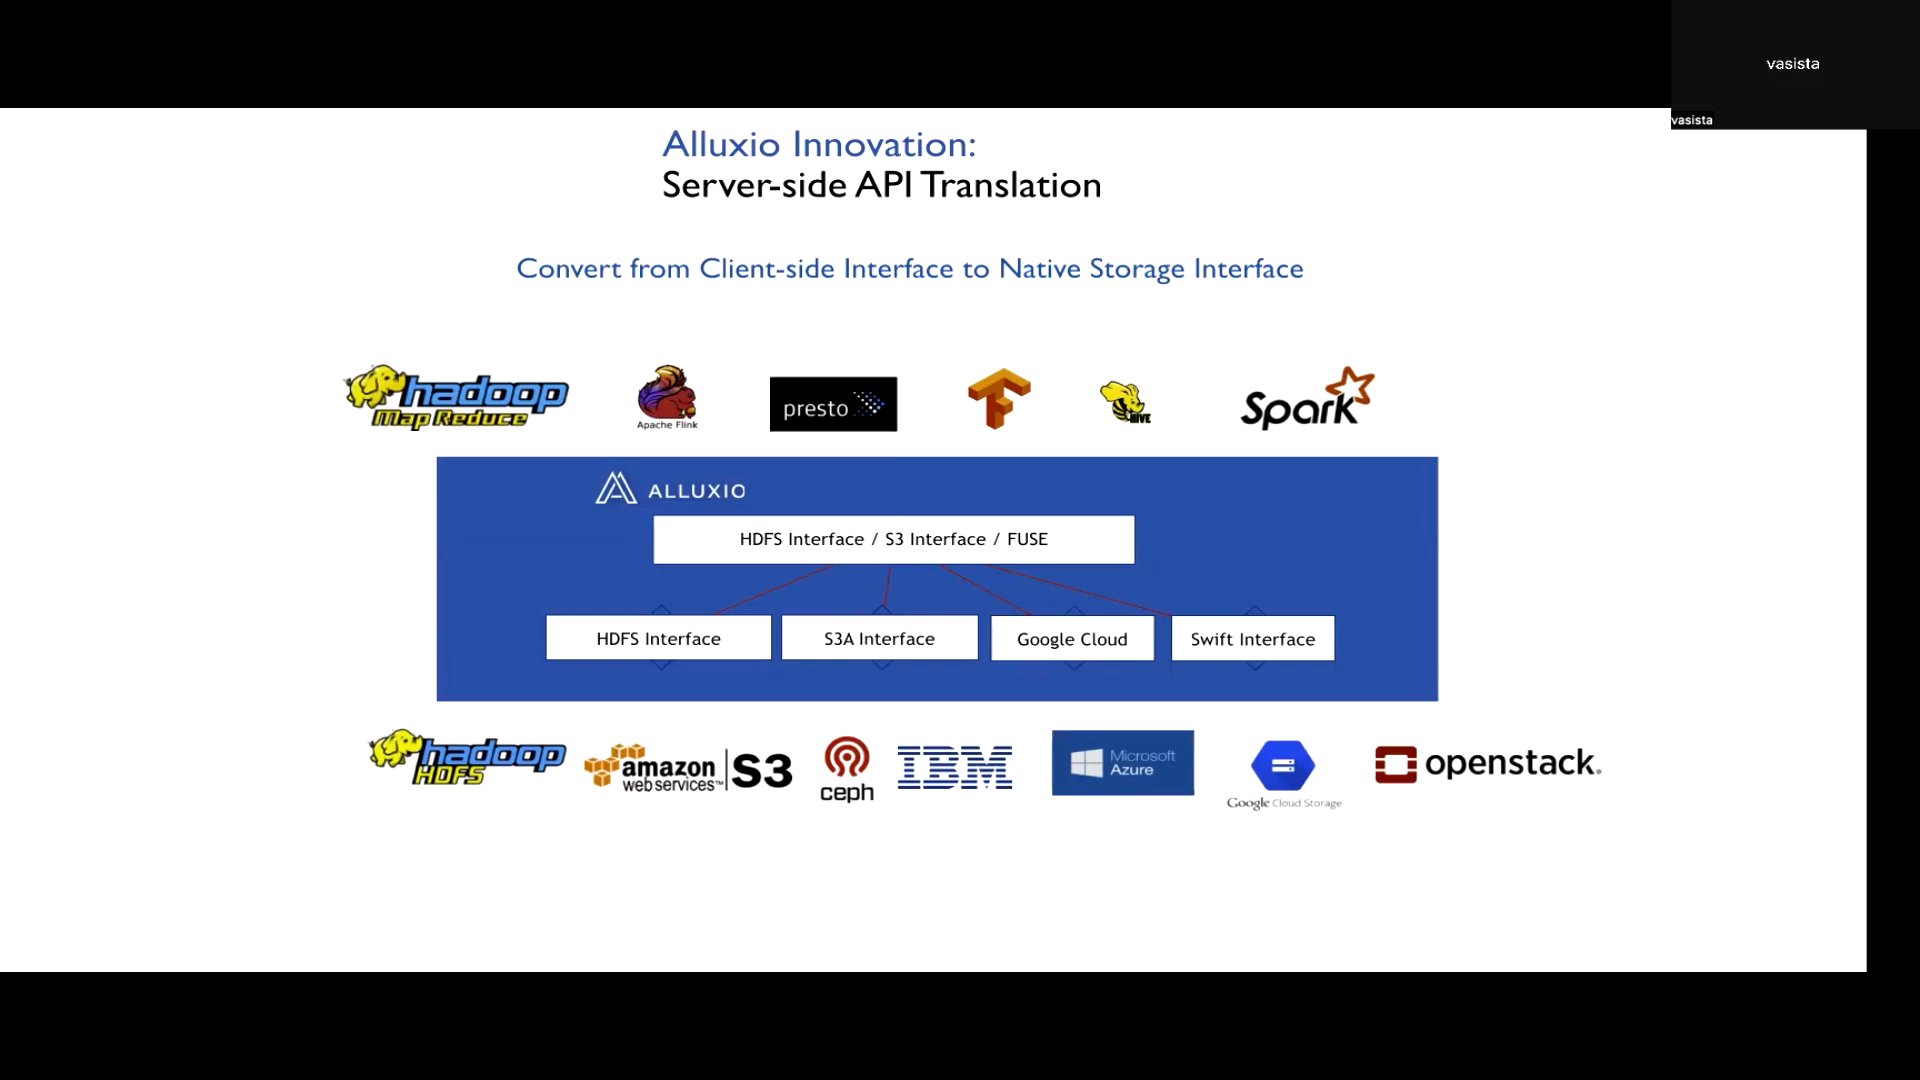 vasista
vasista
Alluxio Innovation:
Server-side API Translation
Convert from Client-side Interface to Native Storage Interface
hadoop
Map Reduce
Apache Flink
presto
HIVE
Spark
ALLUXIO
HDFS Interface / S3 Interface / FUSE
HDFS Interface
S3A Interface
Google Cloud
Swift Interface
hadoop
HDFS
amazon
web services™
S3
ceph
IBM
Microsoft
Azure
Google Cloud Storage
openstack.